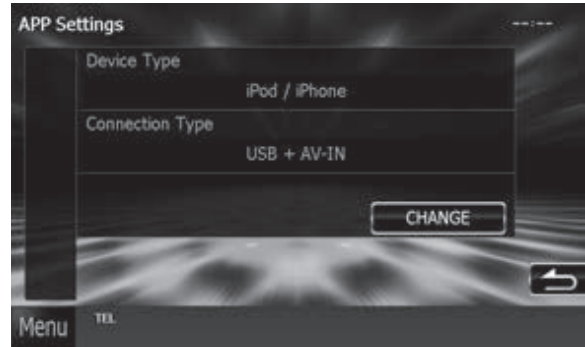 APP Settings
--:--
Device Type
iPod / iPhone
Connection Type
USB + AV-IN
CHANGE
Menu
TEL